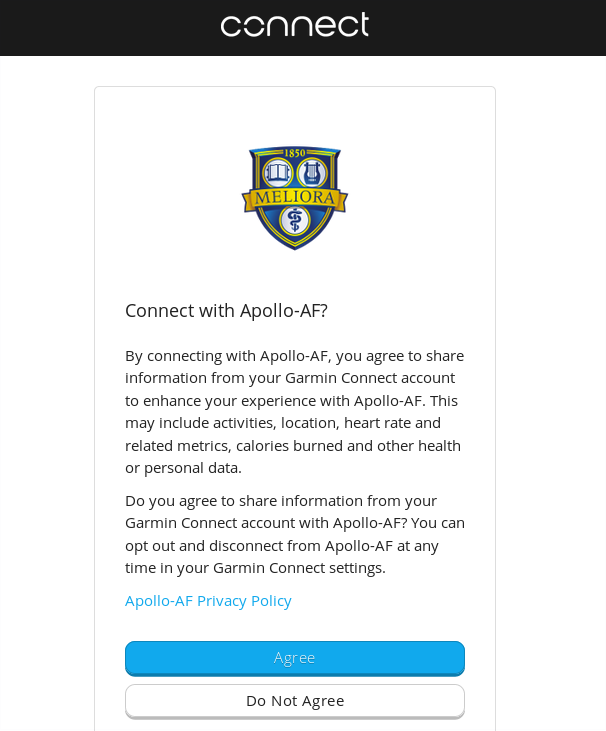 connect
1850
MELIORA
Connect with Apollo-AF?
By connecting with Apollo-AF, you agree to share
information from your Garmin Connect account
to enhance your experience with Apollo-AF. This
may include activities, location, heart rate and
related metrics, calories burned and other health
or personal data.
Do you agree to share information from your
Garmin Connect account with Apollo-AF? You can
opt out and disconnect from Apollo-AF at any
time in your Garmin Connect settings.
Apollo-AF Privacy Policy
Agree
Do Not Agree